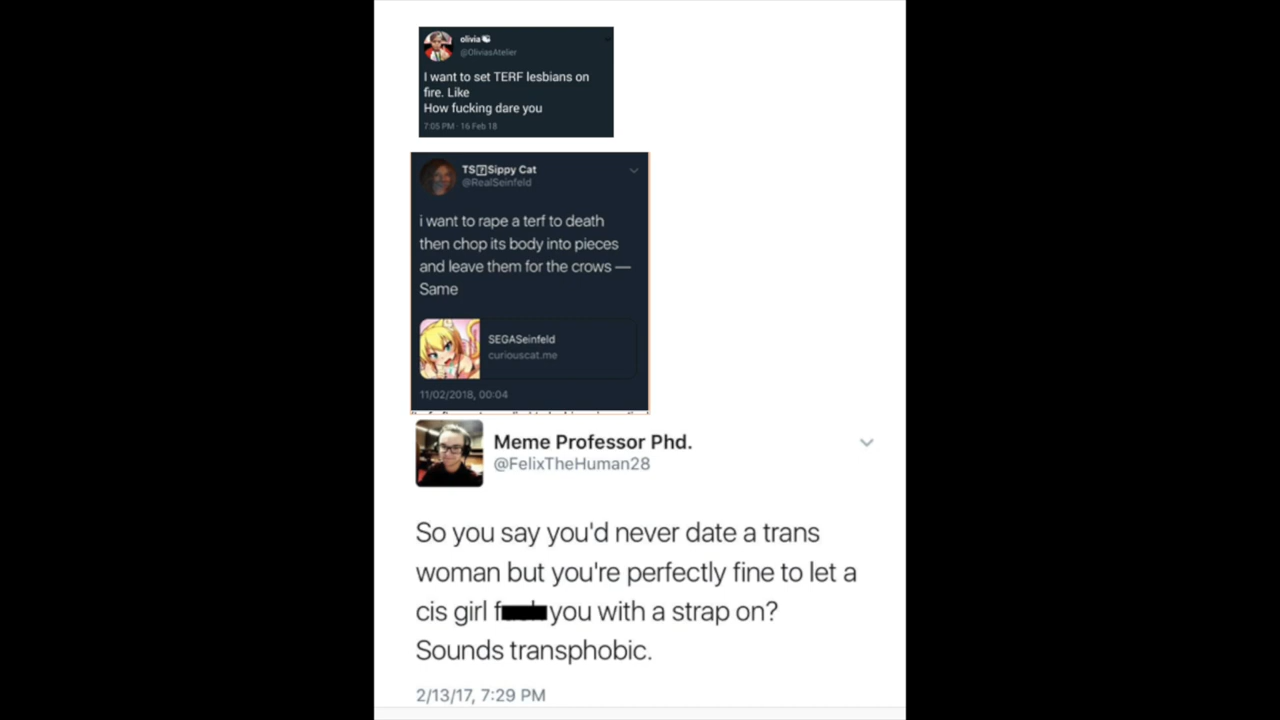 olivia
@OliviasAtelier
I want to set TERF lesbians on
fire. Like
How fucking dare you
7:05 PM · 16 Feb 18
TS?Sippy Cat
@RealSeinfeld
i want to rape a terf to death
then chop its body into pieces
and leave them for the crows —
Same
SEGASeinfeld
curiouscat.me
11/02/2018, 00:04
Meme Professor Phd.
@FelixTheHuman28
So you say you'd never date a trans
woman but you're perfectly fine to let a
cis girl f you with a strap on?
Sounds transphobic.
2/13/17, 7:29 PM